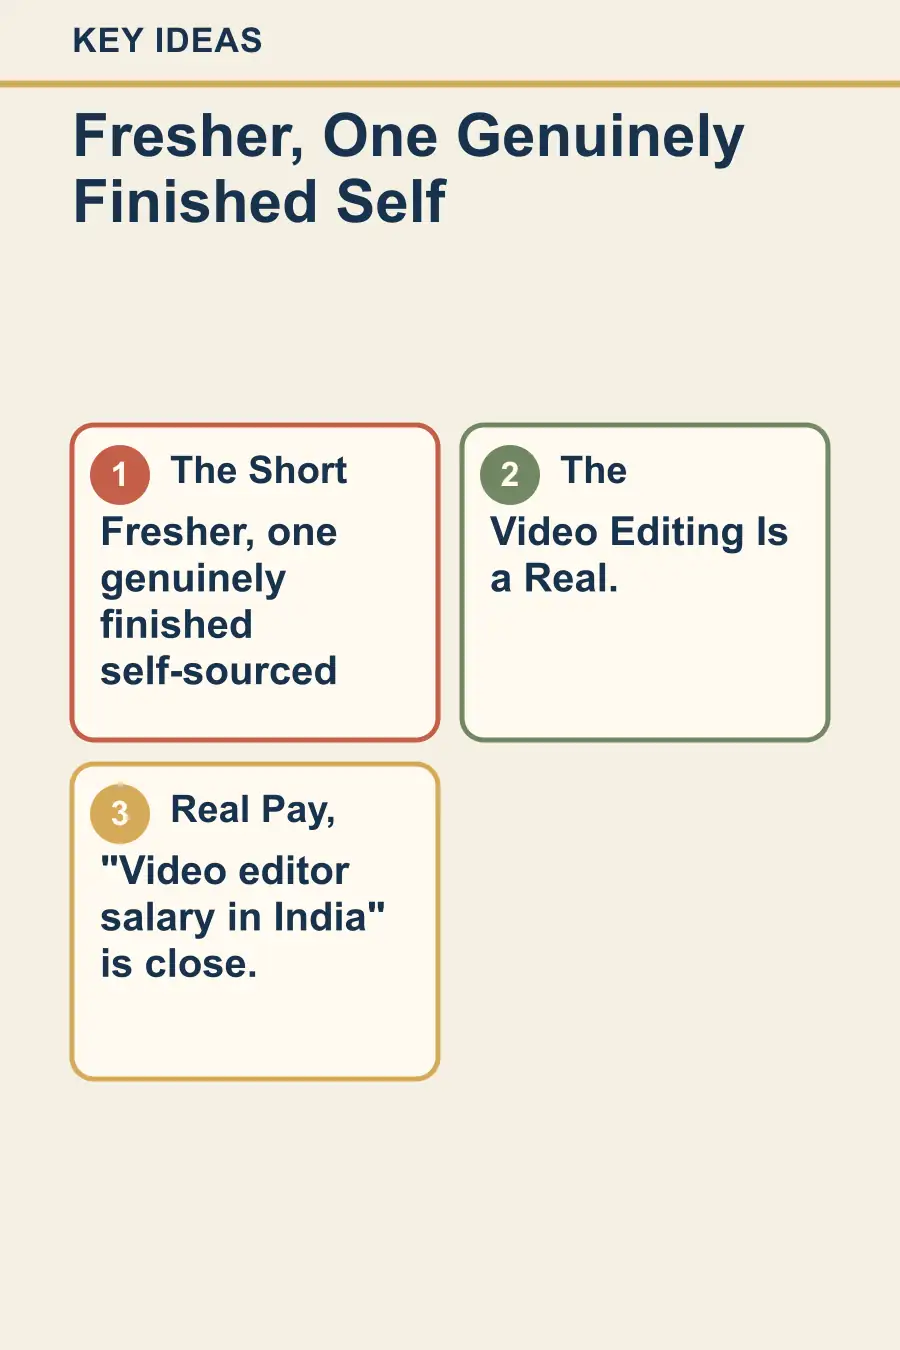 KEY IDEAS
Fresher, One Genuinely
Finished Self
1 The Short
Fresher, one
genuinely
finished
self-sourced
2 The
Video Editing Is
a Real.
3 Real Pay,
"Video editor
salary in India"
is close.